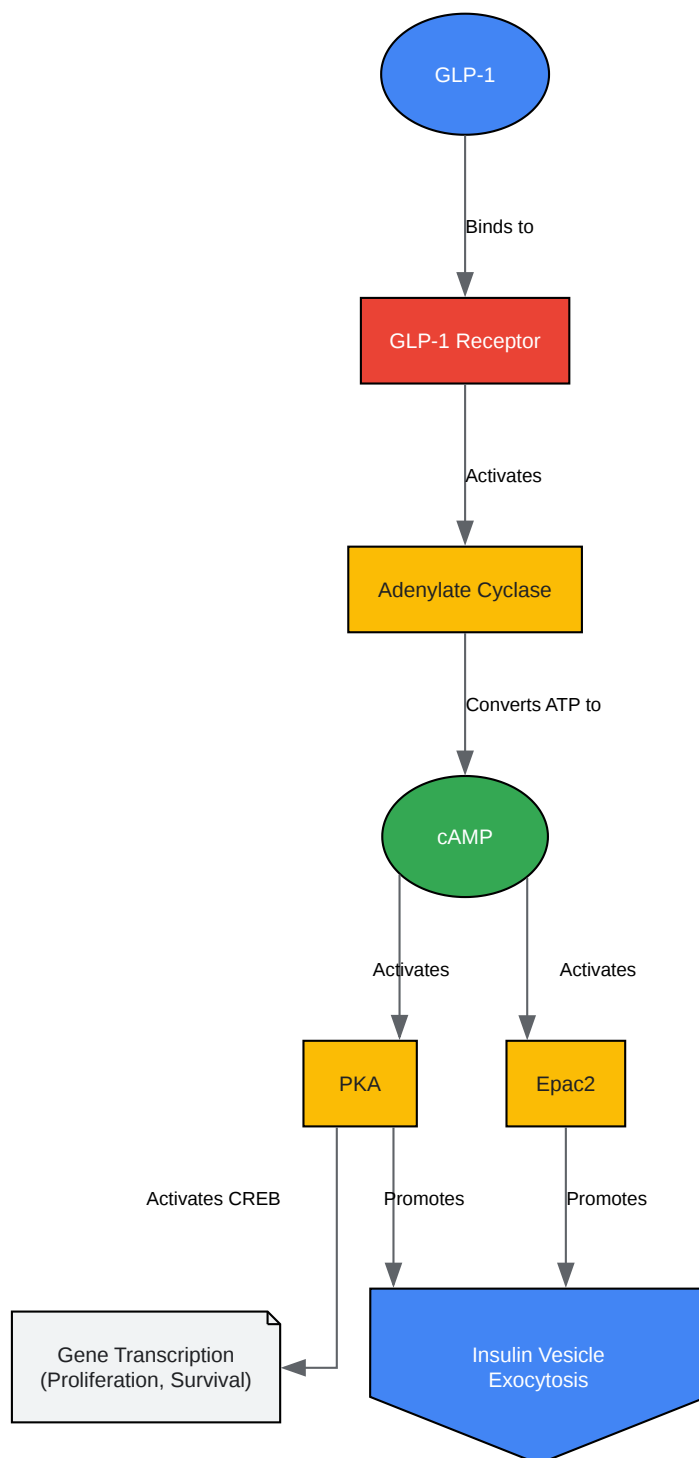 GLP-1
Binds to
GLP-1 Receptor
Activates
Adenylate Cyclase
Converts ATP to
cAMP
Activates
Activates
PKA
Epac2
Activates CREB
Promotes
Promotes
Gene Transcription
(Proliferation, Survival)
Insulin Vesicle
Exocytosis